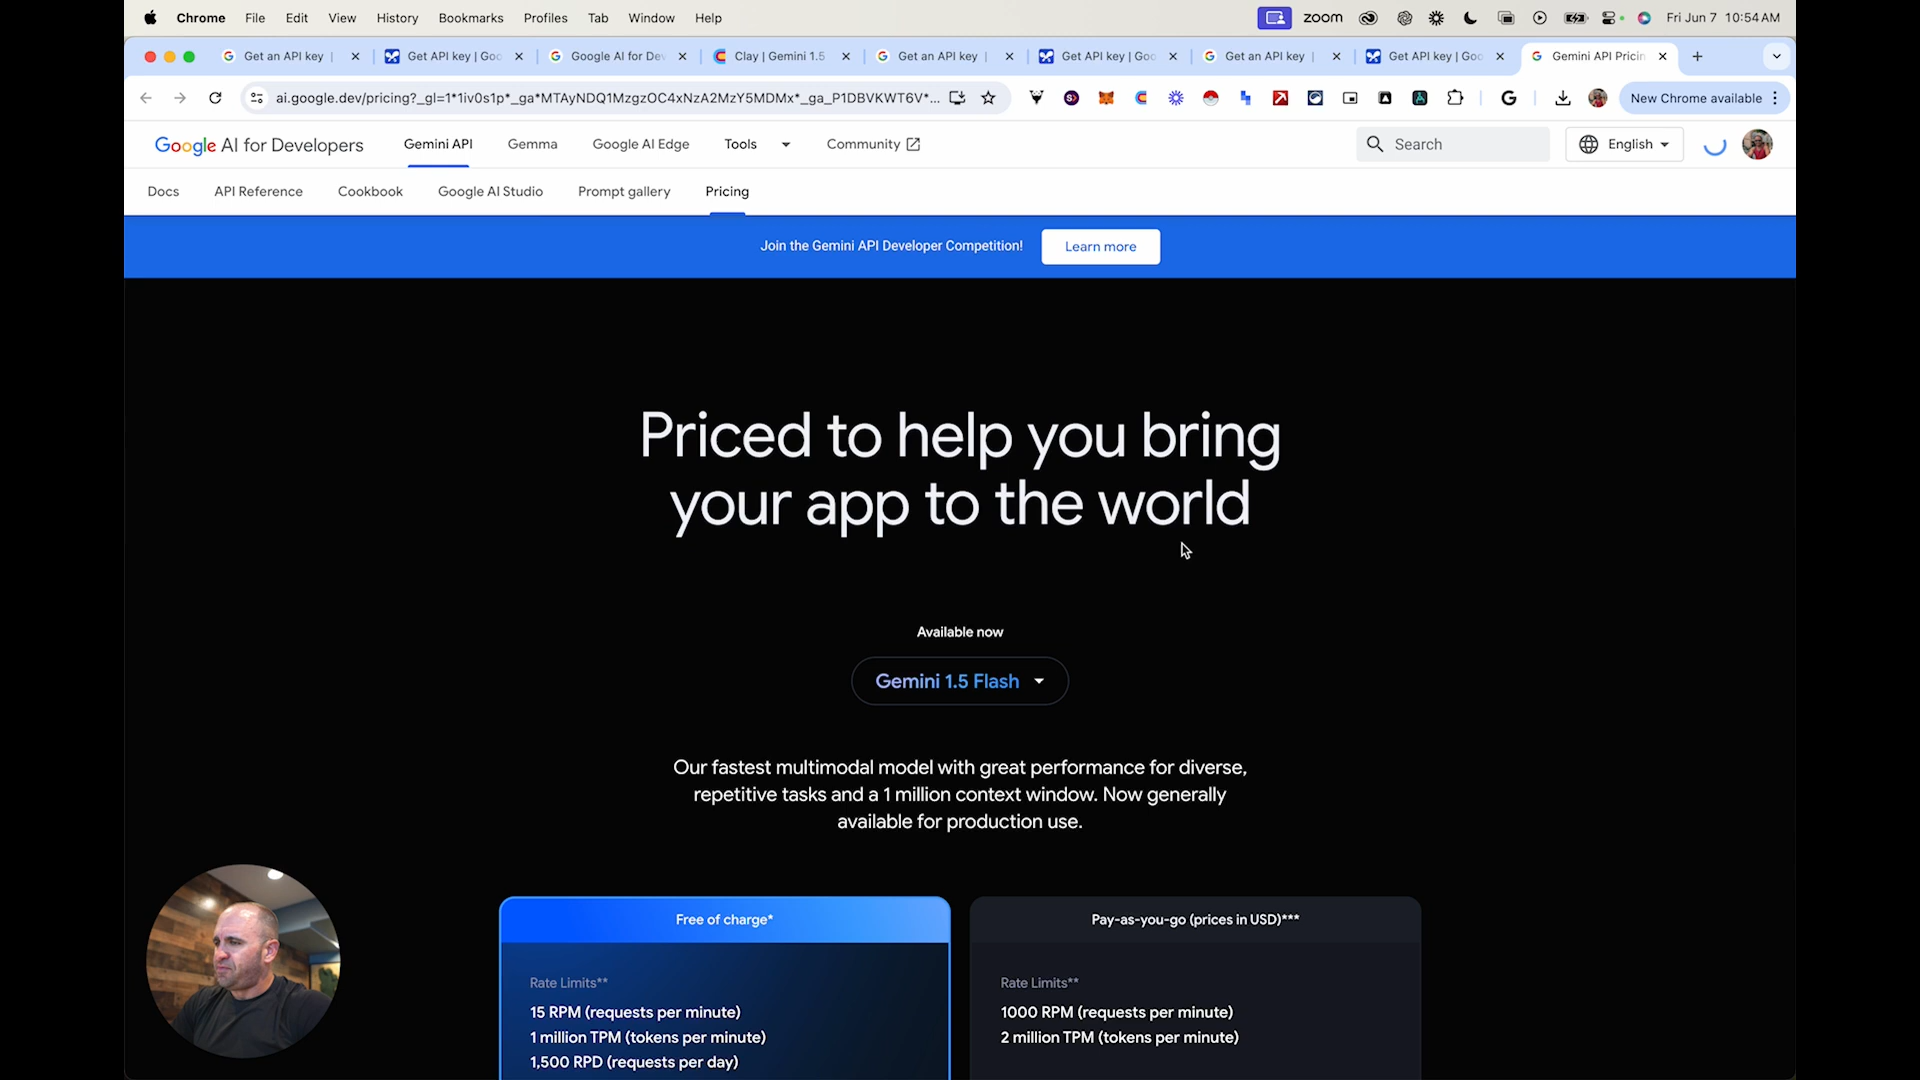 Chrome File Edit View History Bookmarks Profiles Tab Window Help zoom Fri Jun 7 10:54 AM
Get an API key | Get API key | Goo Google AI for Dev Clay | Gemini 1.5 Get an API key | Get API key | Goo Get an API key | Get API key | Goo Gemini API Pricin
ai.google.dev/pricing?_gl=1*1iv0s1p*_ga*MTAyNDQ1MzgzOC4xNzA2MzY5MDMx*_ga_P1DBVKWT6V*... New Chrome available
Google AI for Developers Gemini API Gemma Google AI Edge Tools Community Search English
Docs API Reference Cookbook Google AI Studio Prompt gallery Pricing
Join the Gemini API Developer Competition! Learn more
Priced to help you bring
your app to the world
Available now
Gemini 1.5 Flash
Our fastest multimodal model with great performance for diverse,
repetitive tasks and a 1 million context window. Now generally
available for production use.
Free of charge* Pay-as-you-go (prices in USD)***
Rate Limits** Rate Limits**
15 RPM (requests per minute) 1000 RPM (requests per minute)
1 million TPM (tokens per minute) 2 million TPM (tokens per minute)
1,500 RPD (requests per day)